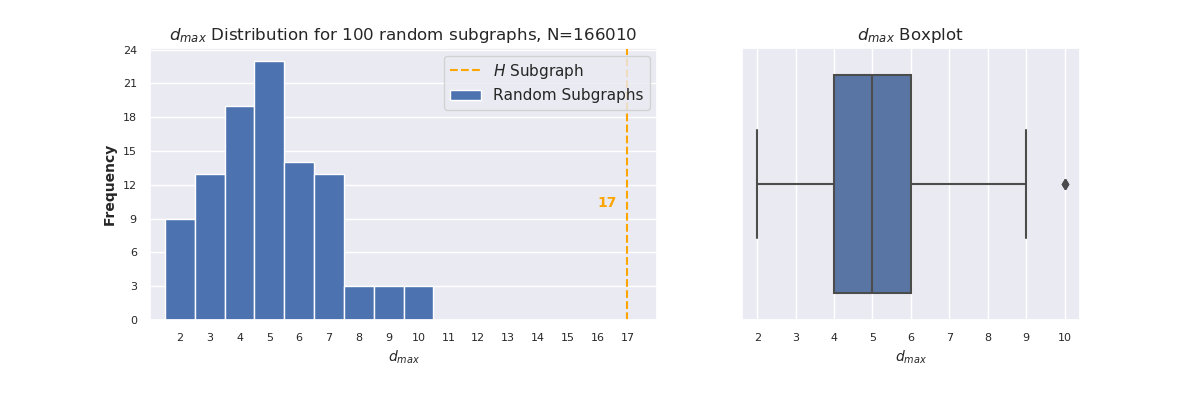 d_max Distribution for 100 random subgraphs, N=166010
24
21
18
15
12
9
6
3
0
Frequency
H Subgraph
Random Subgraphs
17
2 3 4 5 6 7 8 9 10 11 12 13 14 15 16 17
d_max
d_max Boxplot
2 3 4 5 6 7 8 9 10
d_max